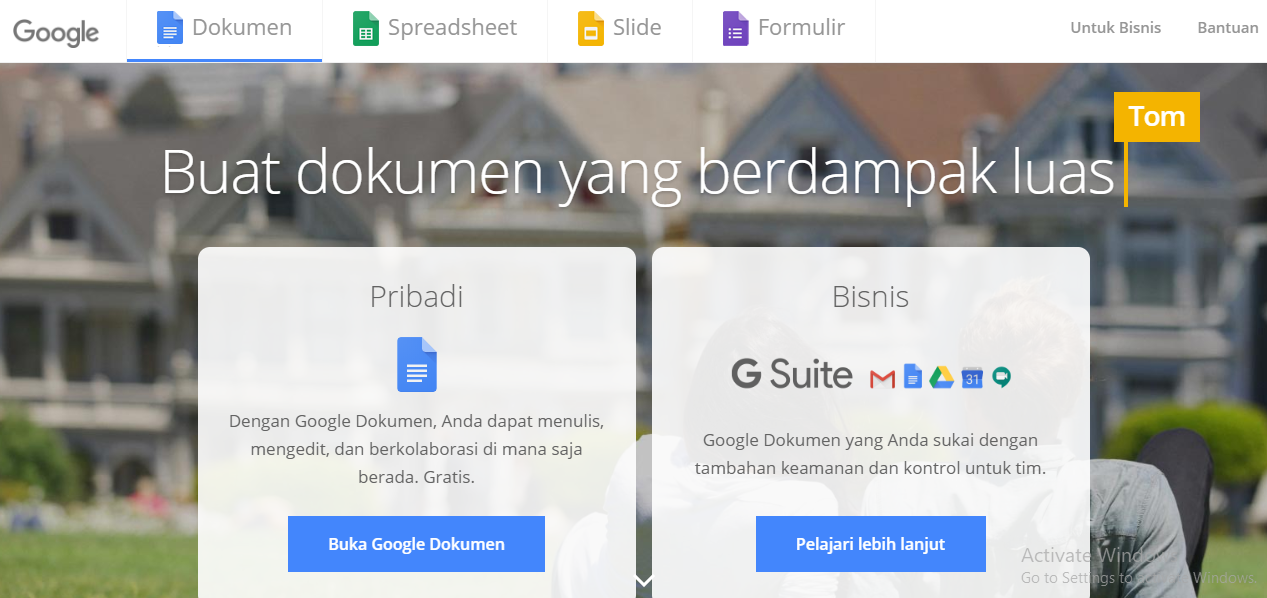 Google
Dokumen
Spreadsheet
Slide
Formulir
Untuk Bisnis
Bantuan
Tom
Buat dokumen yang berdampak luas
Pribadi
Dengan Google Dokumen, Anda dapat menulis,
mengedit, dan berkolaborasi di mana saja
berada. Gratis.
Buka Google Dokumen
Bisnis
G Suite
31
Google Dokumen yang Anda sukai dengan
tambahan keamanan dan kontrol untuk tim.
Pelajari lebih lanjut
Activate Windows
Go to Settings to activate Windows.